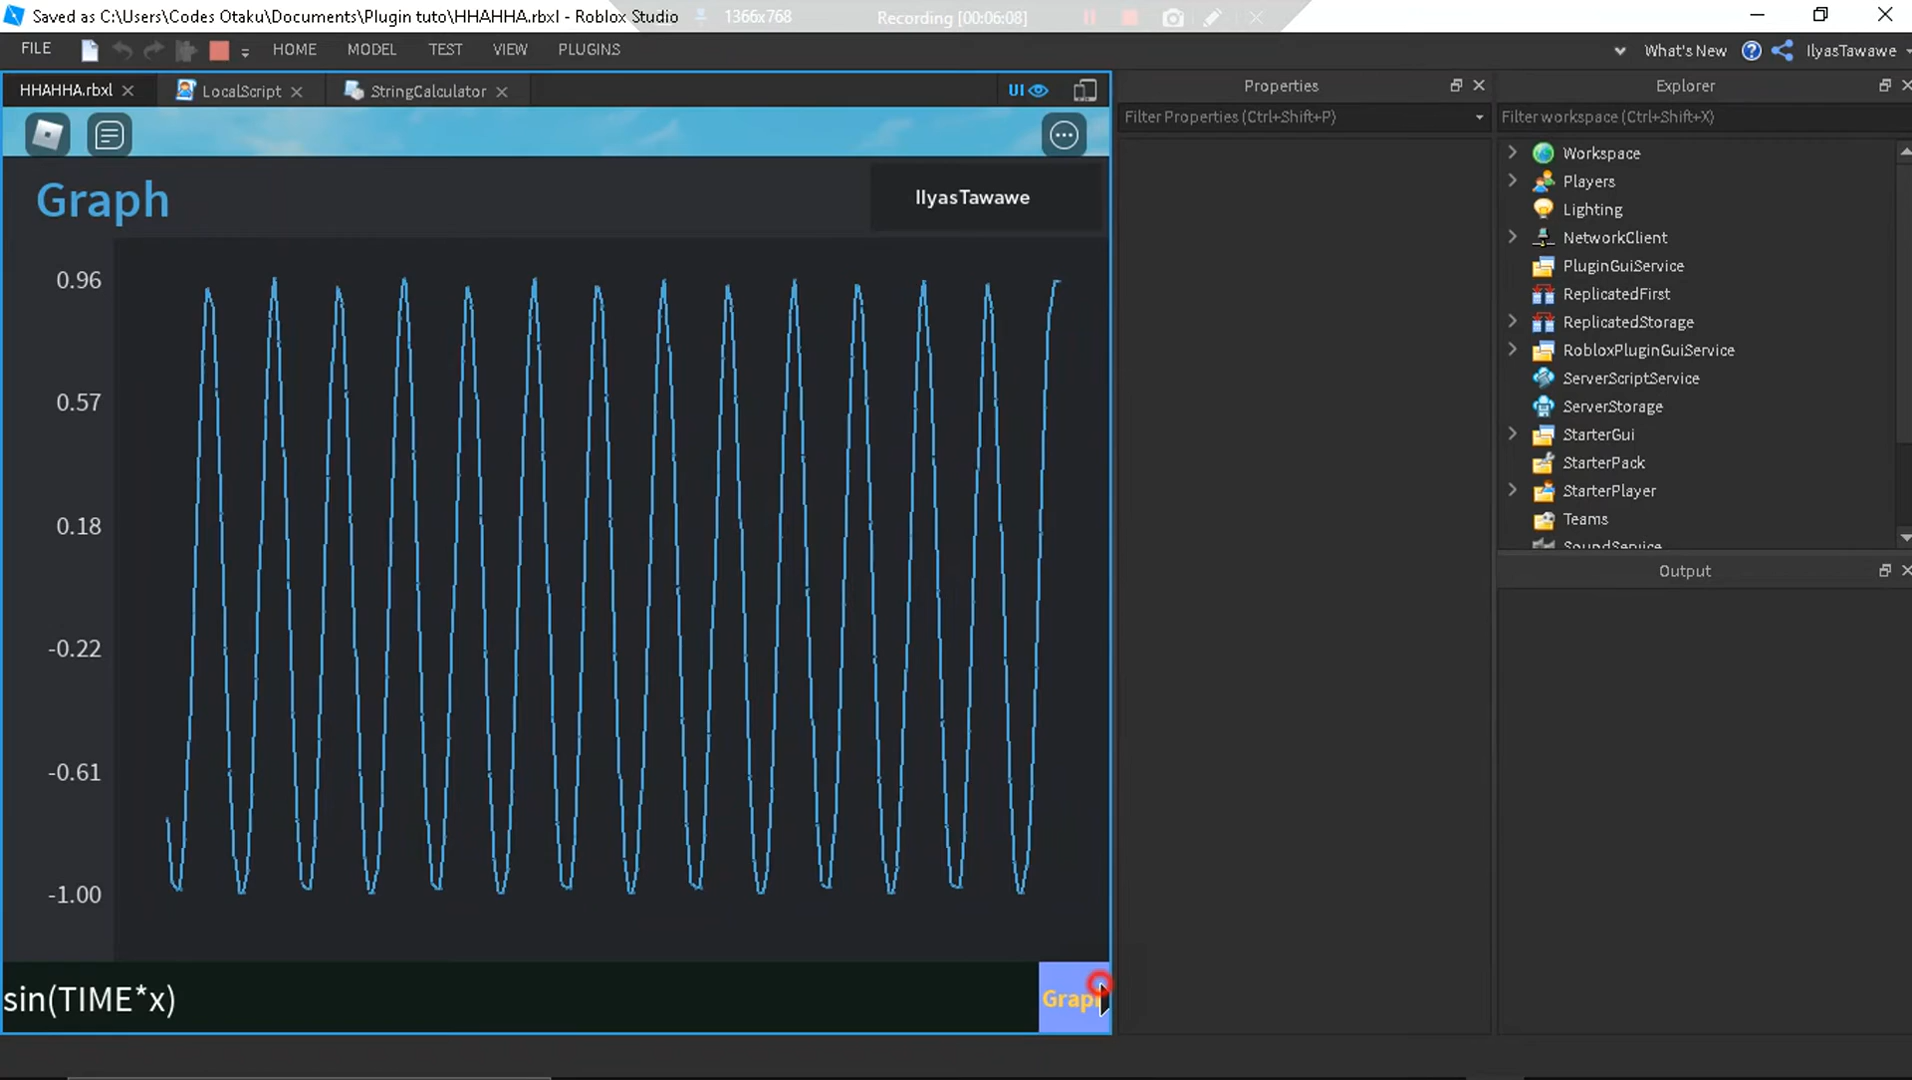 Saved as C:\Users\Codes Otaku\Documents\Plugin tuto\HHAHHA.rbxl - Roblox Studio
1366x768
Recording [00:06:08]
FILE
HOME
MODEL
TEST
VIEW
PLUGINS
What's New
IlyasTawawe
HHAHHA.rbxl
LocalScript
StringCalculator
UI
Properties
Filter Properties (Ctrl+Shift+P)
Explorer
Filter workspace (Ctrl+Shift+X)
Workspace
Players
Lighting
NetworkClient
PluginGuiService
ReplicatedFirst
ReplicatedStorage
RobloxPluginGuiService
ServerScriptService
ServerStorage
StarterGui
StarterPack
StarterPlayer
Teams
SoundService
Output
Graph
IlyasTawawe
0.96
0.57
0.18
-0.22
-0.61
-1.00
sin(TIME*x)
Graph